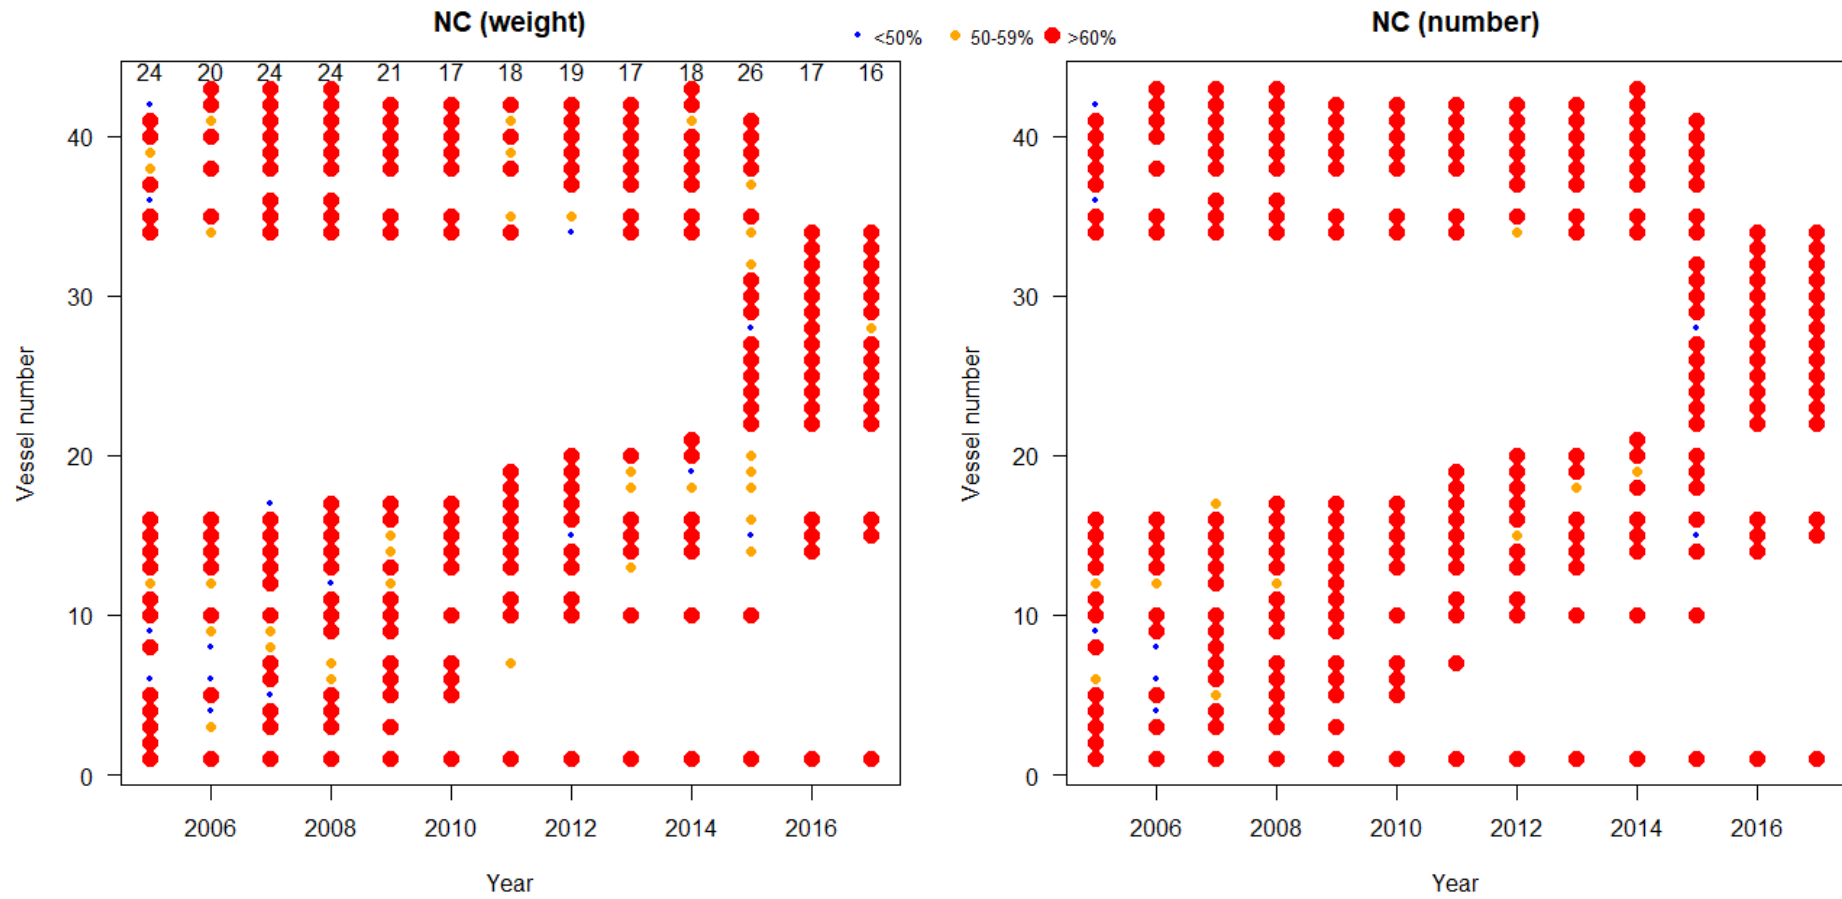 NC (weight)
<50% 50-59% >60%
NC (number)
24 20 24 24 21 17 18 19 17 18 26 17 16
40
30
20
10
0
Vessel number
2006 2008 2010 2012 2014 2016
Year
40
30
20
10
0
Vessel number
2006 2008 2010 2012 2014 2016
Year